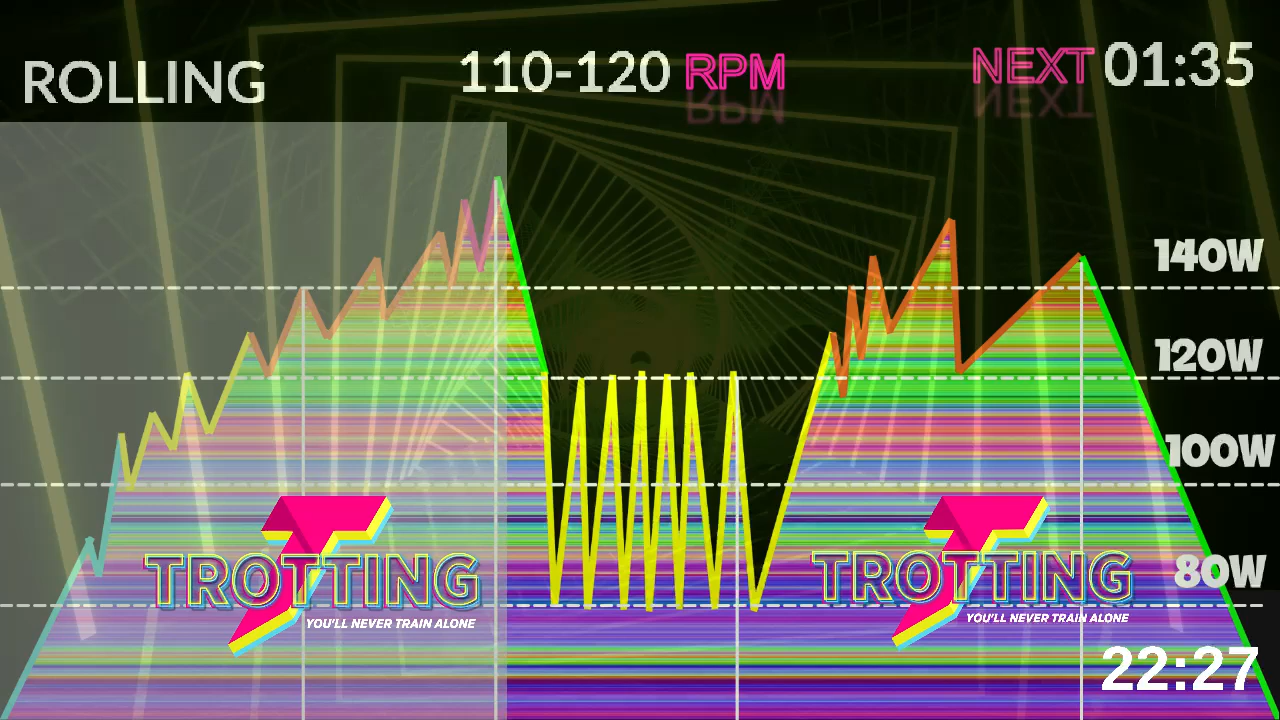 ROLLING
110-120 RPM
NEXT 01:35
140W
120W
100W
80W
TROTTING
YOU'LL NEVER TRAIN ALONE
TROTTING
YOU'LL NEVER TRAIN ALONE
22:27